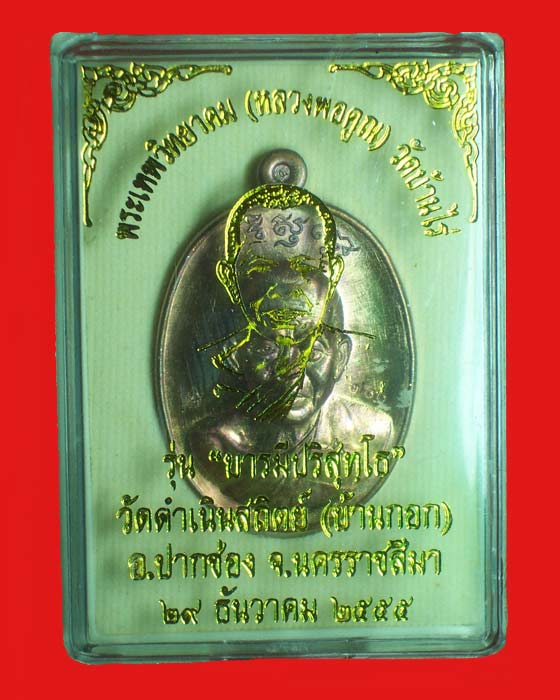 พระเทพวิทยาคม (หลวงพ่อคูณ) วัดบ้านไร่
รุ่น "บารมีปริสุทฺโธ"
วัดดำเนินสถิตย์ (บ้านกอก)
อ.ปากช่อง จ.นครราชสีมา
๒๙ ธันวาคม ๒๕๕๕